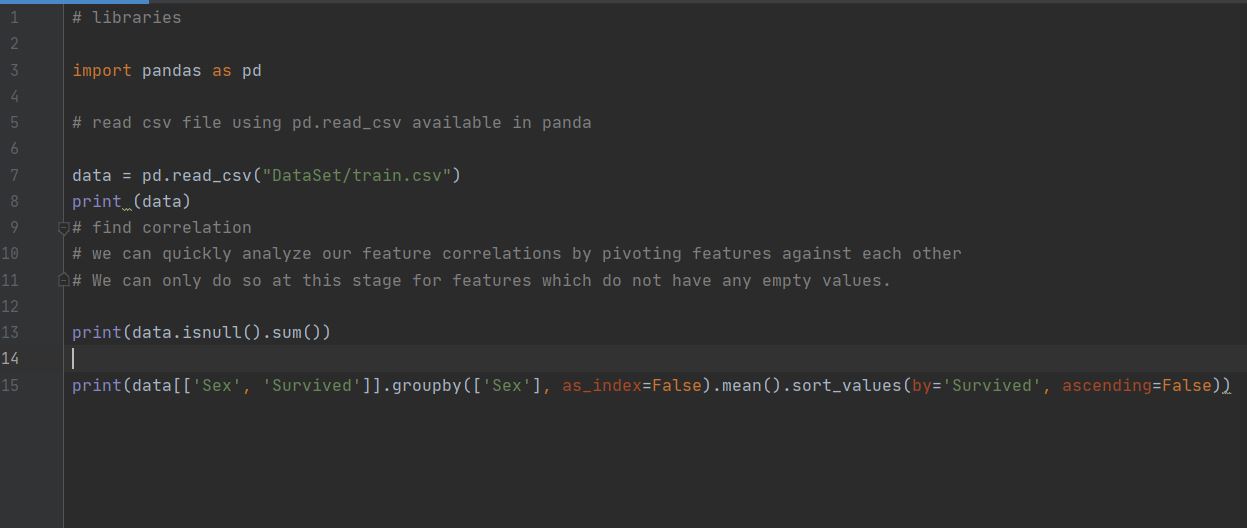 1 # libraries
2
3 import pandas as pd
4
5 # read csv file using pd.read_csv available in panda
6
7 data = pd.read_csv("DataSet/train.csv")
8 print (data)
9 # find correlation
10 # we can quickly analyze our feature correlations by pivoting features against each other
11 # We can only do so at this stage for features which do not have any empty values.
12
13 print(data.isnull().sum())
14
15 print(data[['Sex', 'Survived']].groupby(['Sex'], as_index=False).mean().sort_values(by='Survived', ascending=False))